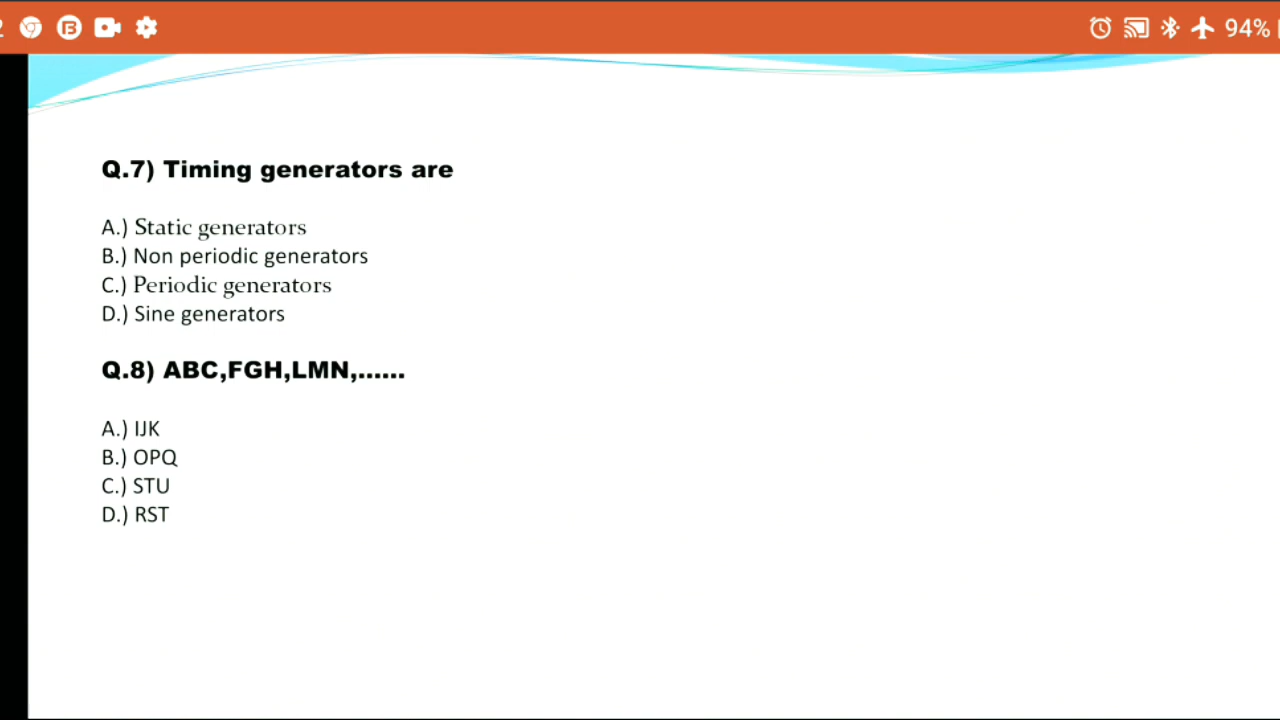 94%
Q.7) Timing generators are
A.) Static generators
B.) Non periodic generators
C.) Periodic generators
D.) Sine generators
Q.8) ABC,FGH,LMN,......
A.) IJK
B.) OPQ
C.) STU
D.) RST